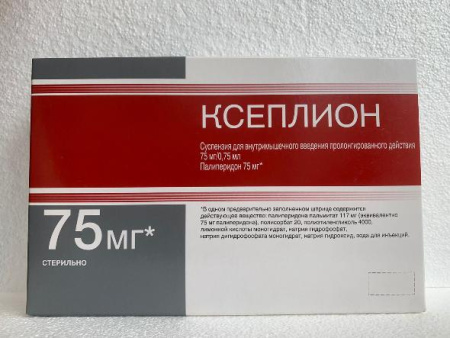 КСЕПЛИОН
Суспензия для внутримышечного введения пролонгированного действия
75 мг/0,75 мл
Палиперидон 75 мг*
*В одном предварительно заполненном шприце содержится
действующее вещество: палиперидона пальмитат 117 мг (эквивалентно
75 мг палиперидона), полисорбат 20, полиэтиленгликоль 4000,
лимонной кислоты моногидрат, натрия гидрофосфат,
натрия дигидрофосфата моногидрат, натрия гидроксид, вода для инъекций.
75 мг*
СТЕРИЛЬНО